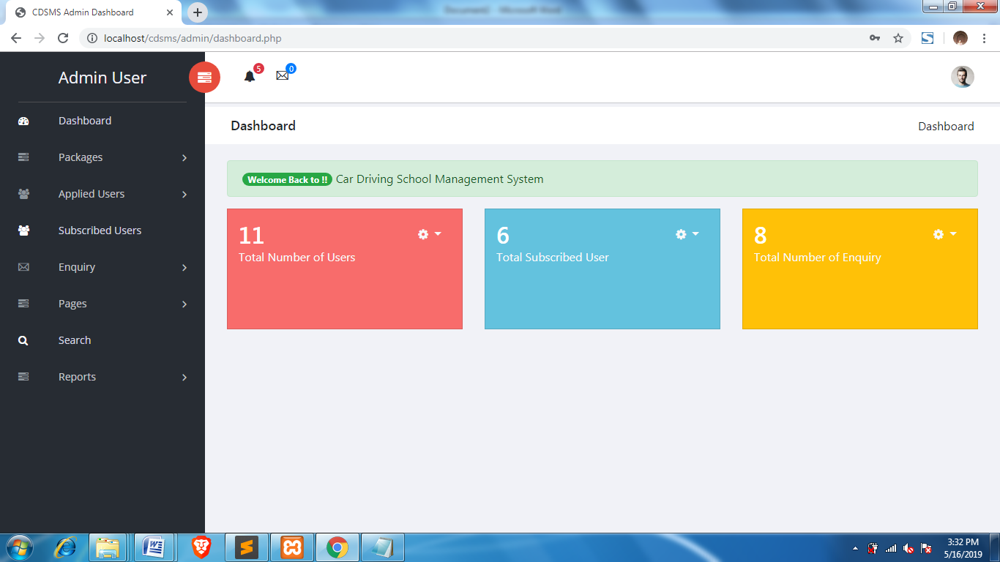 CDSMS Admin Dashboard
Document2 - Microsoft Word
localhost/cdsms/admin/dashboard.php
Admin User
5
0
Dashboard
Packages
Applied Users
Subscribed Users
Enquiry
Pages
Search
Reports
Dashboard
Dashboard
Welcome Back to !! Car Driving School Management System
11
Total Number of Users
6
Total Subscribed User
8
Total Number of Enquiry
3:32 PM
5/16/2019